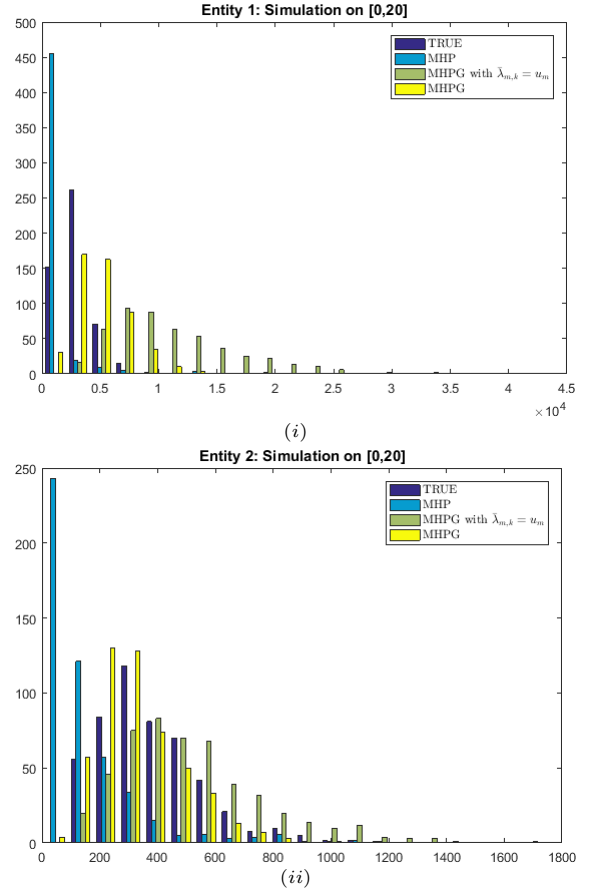 Entity 1: Simulation on [0,20]
500
450
400
350
300
250
200
150
100
50
0
TRUE
MHP
MHPG with λ̄m,k = um
MHPG
0 0.5 1 1.5 2 2.5 3 3.5 4 4.5
×10^4
(i)
Entity 2: Simulation on [0,20]
250
200
150
100
50
0
TRUE
MHP
MHPG with λ̄m,k = um
MHPG
0 200 400 600 800 1000 1200 1400 1600 1800
(ii)